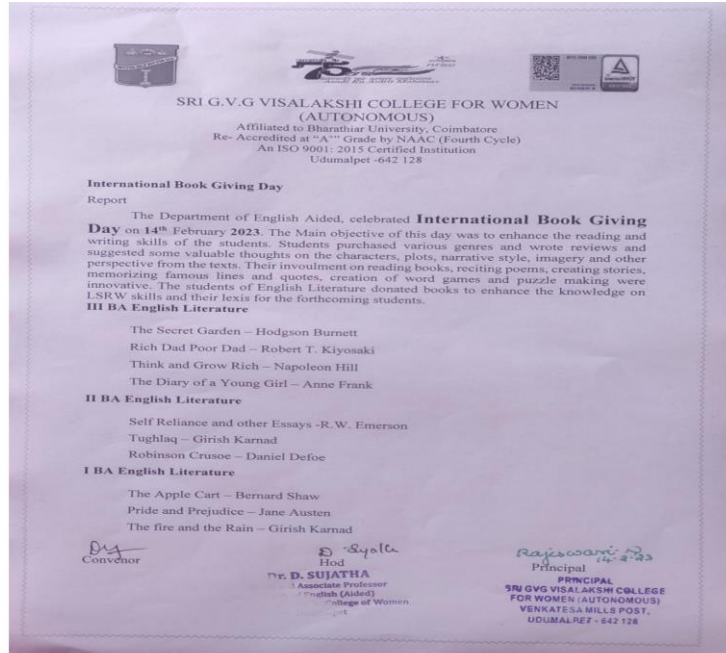 SRI G.V.G VISALAKSHI COLLEGE FOR WOMEN
(AUTONOMOUS)
Affiliated to Bharathiar University, Coimbatore
Re- Accredited at "A+" Grade by NAAC (Fourth Cycle)
An ISO 9001: 2015 Certified Institution
Udumalpet -642 128
International Book Giving Day
Report
The Department of English Aided, celebrated International Book Giving
Day on 14th February 2023. The Main objective of this day was to enhance the reading and
writing skills of the students. Students purchased various genres and wrote reviews and
suggested some valuable thoughts on the characters, plots, narrative style, imagery and other
perspective from the texts. Their invoulment on reading books, reciting poems, creating stories,
memorizing famous lines and quotes, creation of word games and puzzle making were
innovative. The students of English Literature donated books to enhance the knowledge on
LSRW skills and their lexis for the forthcoming students.
III BA English Literature
The Secret Garden – Hodgson Burnett
Rich Dad Poor Dad – Robert T. Kiyosaki
Think and Grow Rich – Napoleon Hill
The Diary of a Young Girl – Anne Frank
II BA English Literature
Self Reliance and other Essays -R.W. Emerson
Tughlaq – Girish Karnad
Robinson Crusoe – Daniel Defoe
I BA English Literature
The Apple Cart – Bernard Shaw
Pride and Prejudice – Jane Austen
The fire and the Rain – Girish Karnad
Convenor
Hod
Dr. D. SUJATHA
Associate Professor
English (Aided)
College of Women
Rajeswari
14.2.23
Principal
PRINCIPAL
SRI GVG VISALAKSHI COLLEGE
FOR WOMEN (AUTONOMOUS)
VENKATESA MILLS POST,
UDUMALPET - 642 128